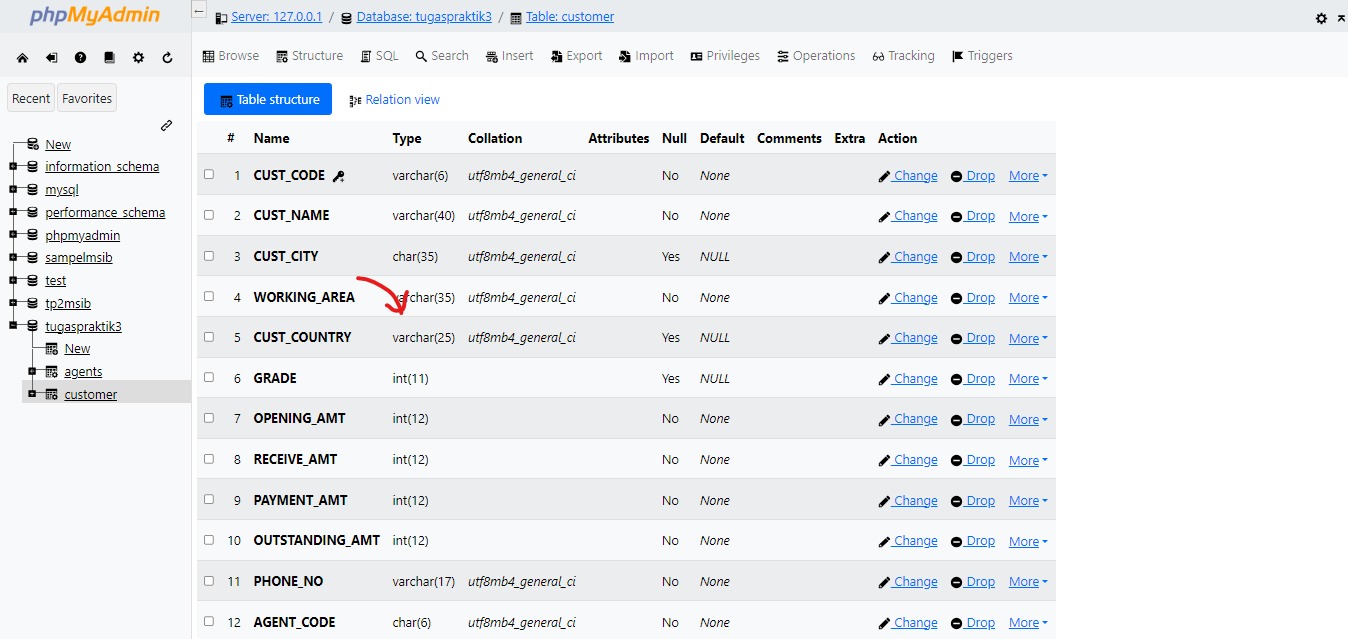 phpMyAdmin
Server: 127.0.0.1 / Database: tugaspraktik3 / Table: customer
Browse Structure SQL Search Insert Export Import Privileges Operations Tracking Triggers
Recent Favorites
New
information_schema
mysql
performance_schema
phpmyadmin
sampelmsib
test
tp2msib
tugaspraktik3
New
agents
customer
Table structure Relation view
# Name Type Collation Attributes Null Default Comments Extra Action
1 CUST_CODE varchar(6) utf8mb4_general_ci No None Change Drop More
2 CUST_NAME varchar(40) utf8mb4_general_ci No None Change Drop More
3 CUST_CITY char(35) utf8mb4_general_ci Yes NULL Change Drop More
4 WORKING_AREA varchar(35) utf8mb4_general_ci No None Change Drop More
5 CUST_COUNTRY varchar(25) utf8mb4_general_ci Yes NULL Change Drop More
6 GRADE int(11) Yes NULL Change Drop More
7 OPENING_AMT int(12) No None Change Drop More
8 RECEIVE_AMT int(12) No None Change Drop More
9 PAYMENT_AMT int(12) No None Change Drop More
10 OUTSTANDING_AMT int(12) No None Change Drop More
11 PHONE_NO varchar(17) utf8mb4_general_ci No None Change Drop More
12 AGENT_CODE char(6) utf8mb4_general_ci No None Change Drop More